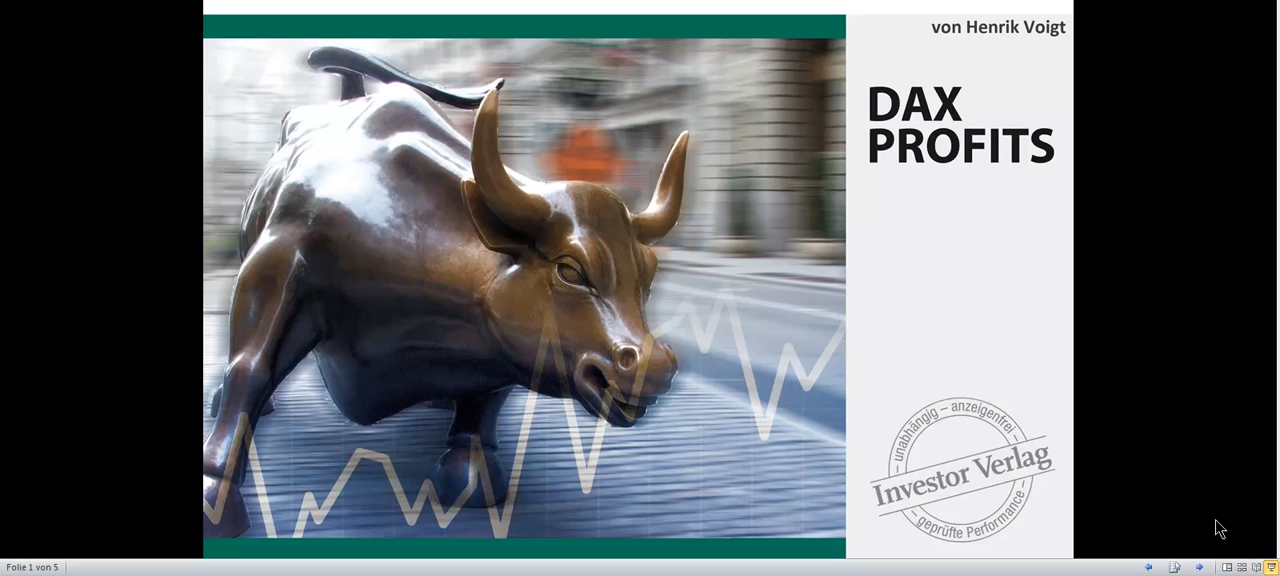 von Henrik Voigt
DAX
PROFITS
unabhängig – anzeigenfrei
Investor Verlag
geprüfte Performance
Folie 1 von 5